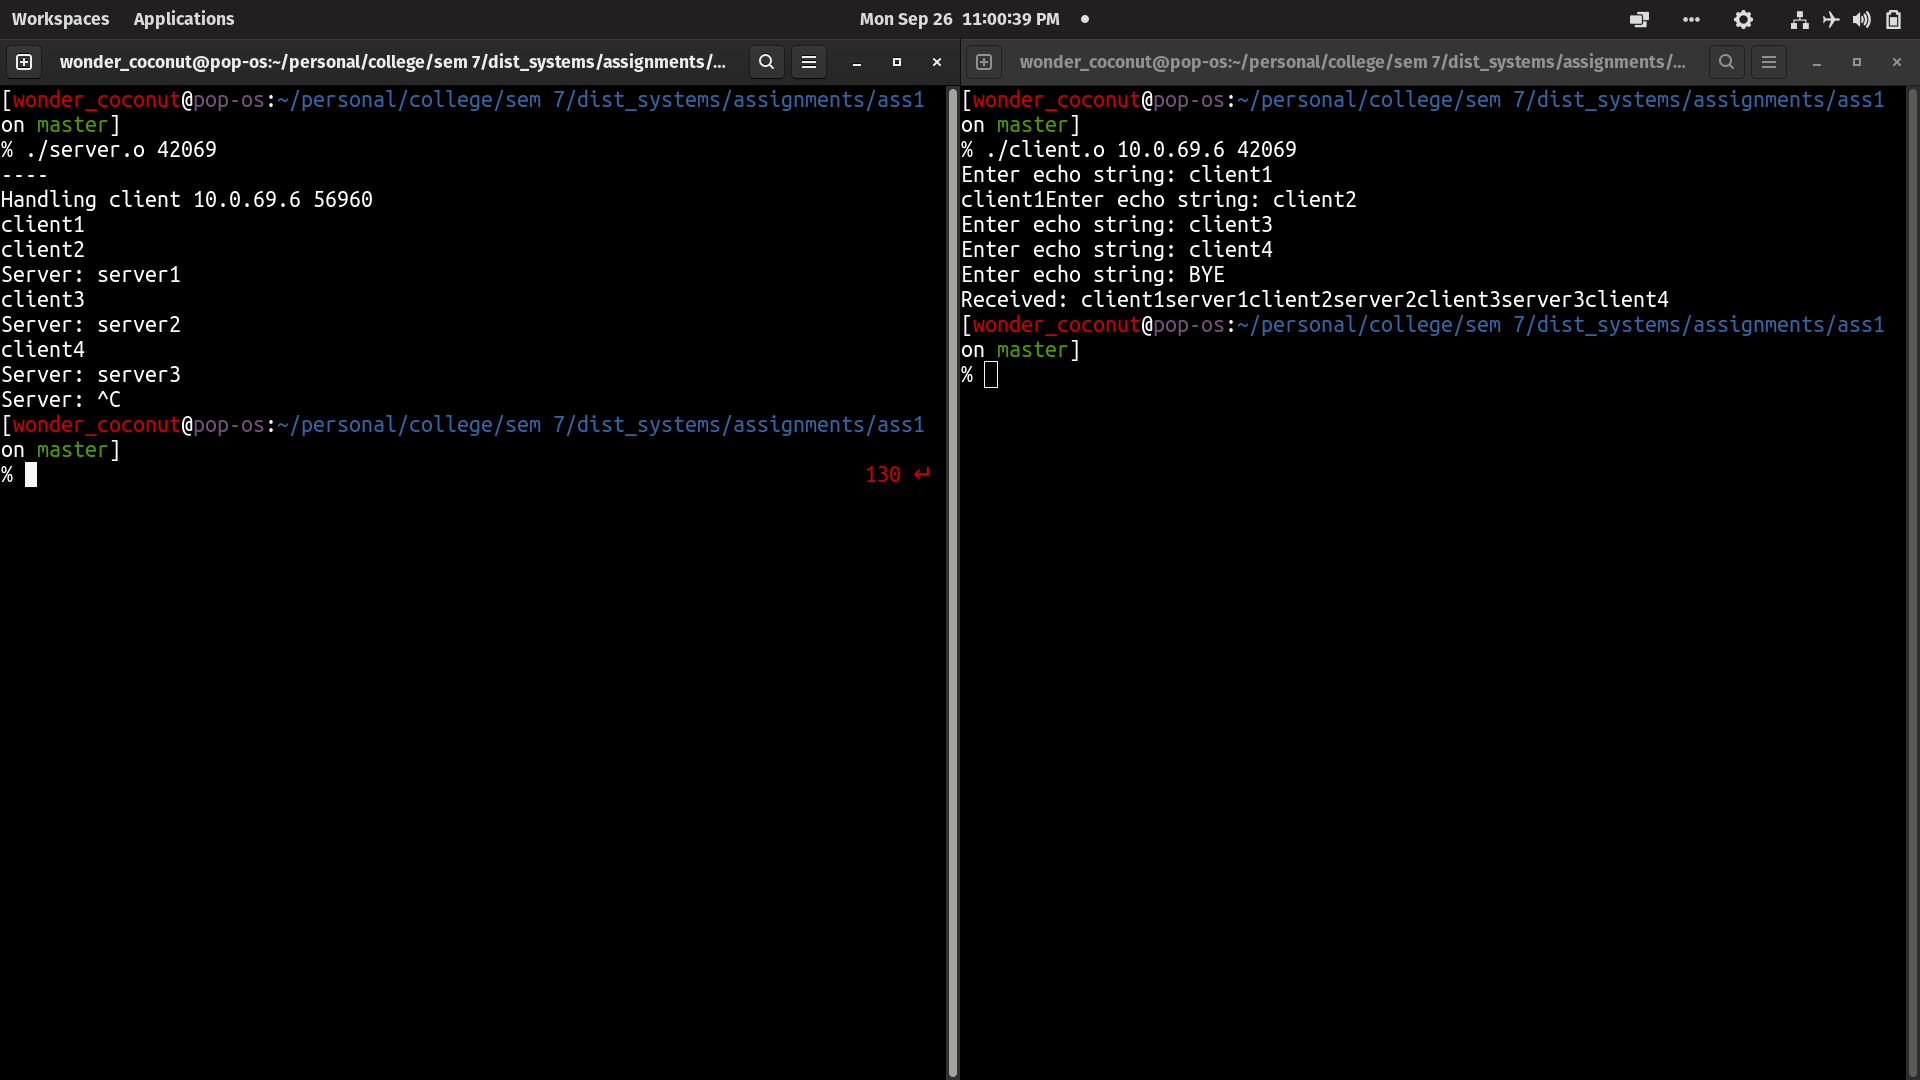 Workspaces Applications Mon Sep 26 11:00:39 PM
wonder_coconut@pop-os:~/personal/college/sem 7/dist_systems/assignments/...
[wonder_coconut@pop-os:~/personal/college/sem 7/dist_systems/assignments/ass1
on master]
% ./server.o 42069
----
Handling client 10.0.69.6 56960
client1
client2
Server: server1
client3
Server: server2
client4
Server: server3
Server: ^C
[wonder_coconut@pop-os:~/personal/college/sem 7/dist_systems/assignments/ass1
on master]
% 130 ↵
wonder_coconut@pop-os:~/personal/college/sem 7/dist_systems/assignments/...
[wonder_coconut@pop-os:~/personal/college/sem 7/dist_systems/assignments/ass1
on master]
% ./client.o 10.0.69.6 42069
Enter echo string: client1
client1Enter echo string: client2
Enter echo string: client3
Enter echo string: client4
Enter echo string: BYE
Received: client1server1client2server2client3server3client4
[wonder_coconut@pop-os:~/personal/college/sem 7/dist_systems/assignments/ass1
on master]
%